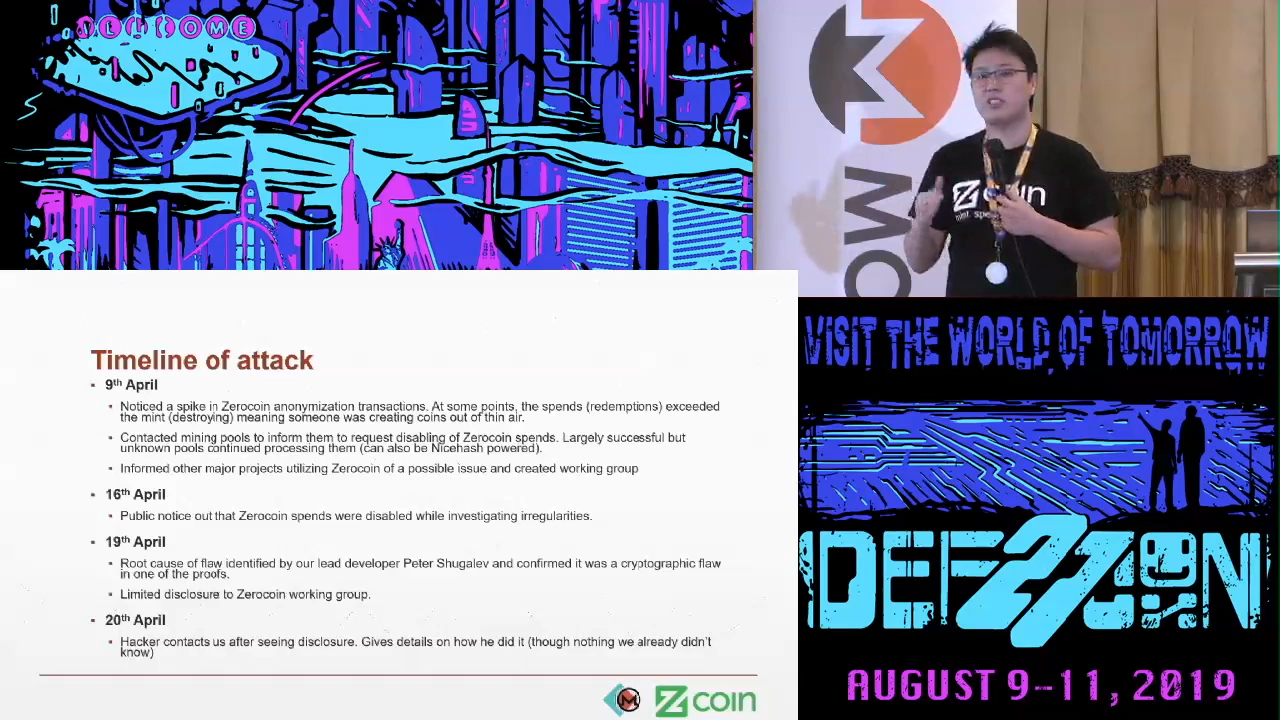 WELCOME
MOW
Zcoin
mint. spe
Timeline of attack
▪ 9th April
▪ Noticed a spike in Zerocoin anonymization transactions. At some points, the spends (redemptions) exceeded
the mint (destroying) meaning someone was creating coins out of thin air.
▪ Contacted mining pools to inform them to request disabling of Zerocoin spends. Largely successful but
unknown pools continued processing them (can also be Nicehash powered).
▪ Informed other major projects utilizing Zerocoin of a possible issue and created working group
▪ 16th April
▪ Public notice out that Zerocoin spends were disabled while investigating irregularities.
▪ 19th April
▪ Root cause of flaw identified by our lead developer Peter Shugalev and confirmed it was a cryptographic flaw
in one of the proofs.
▪ Limited disclosure to Zerocoin working group.
▪ 20th April
▪ Hacker contacts us after seeing disclosure. Gives details on how he did it (though nothing we already didn't
know)
Zcoin
VISIT THE WORLD OF TOMORROW
DEF CON
27
AUGUST 9-11, 2019